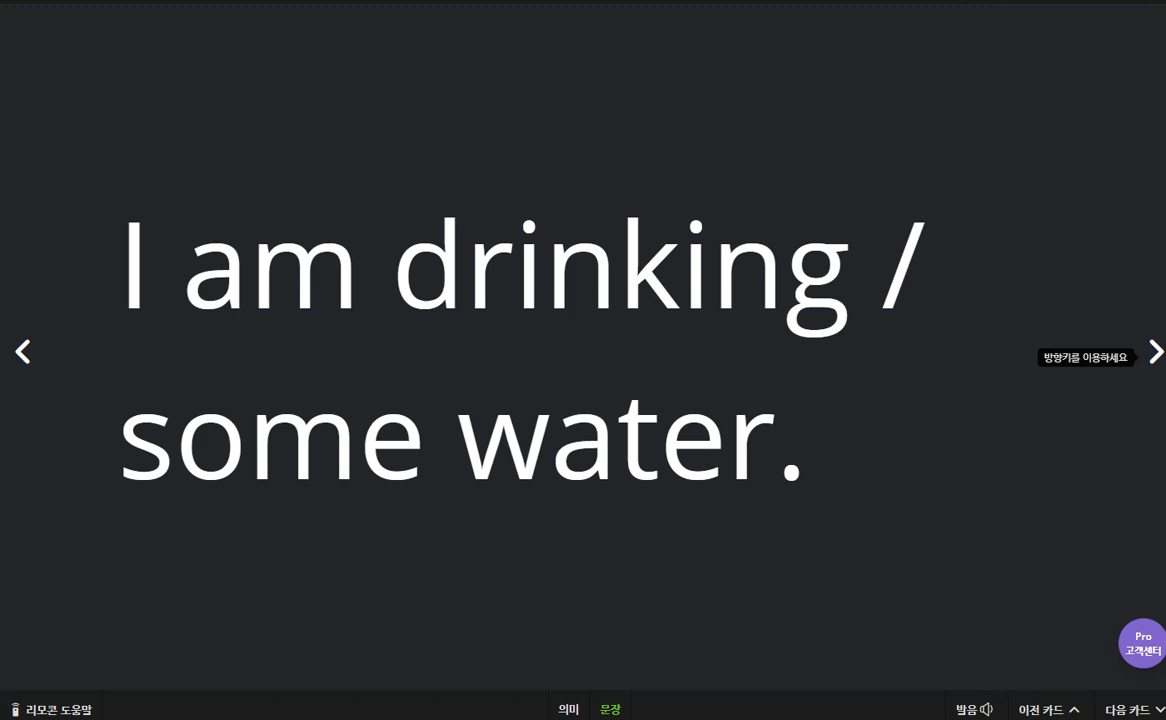 I am drinking /
some water.
방향키를 이용하세요
Pro
고객센터
리모콘 도움말
의미
문장
발음
이전 카드
다음 카드